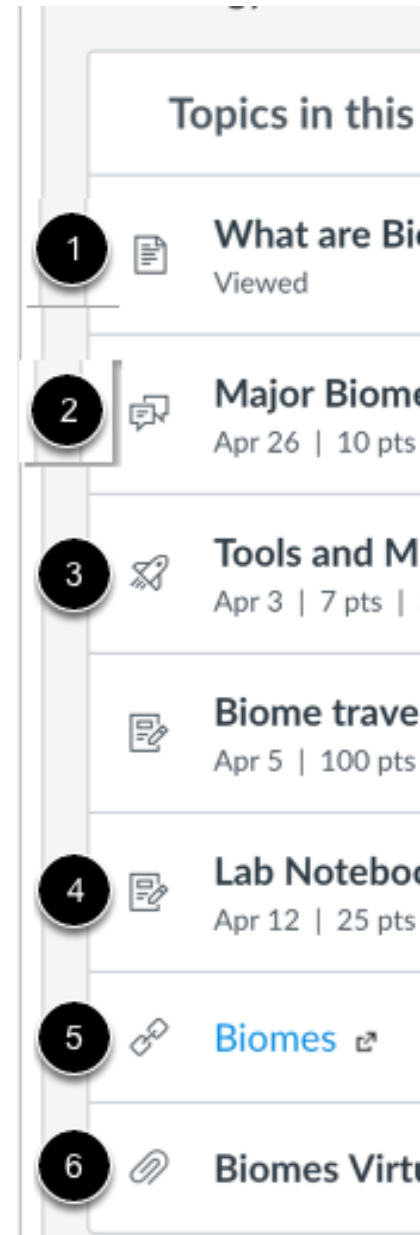 Topics in this
1
What are Bi
Viewed
2
Major Biome
Apr 26 | 10 pts
3
Tools and M
Apr 3 | 7 pts |
Biome trave
Apr 5 | 100 pts
4
Lab Noteboo
Apr 12 | 25 pts
5
Biomes
6
Biomes Virtu